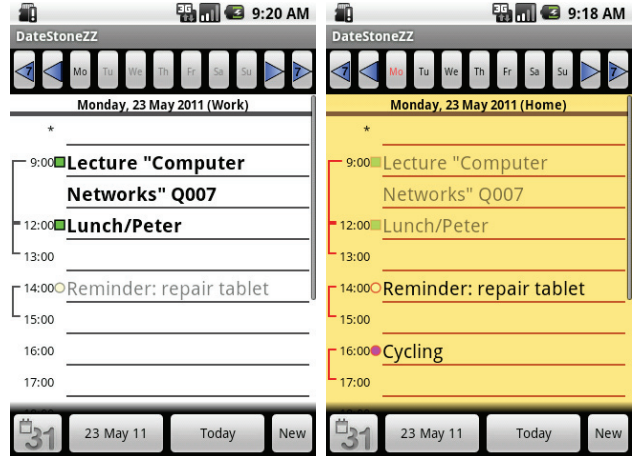 3G 9:20 AM
DateStoneZZ
7 Mo Tu We Th Fr Sa Su 7
Monday, 23 May 2011 (Work)
*
9:00 Lecture "Computer
Networks" Q007
12:00 Lunch/Peter
13:00
14:00 Reminder: repair tablet
15:00
16:00
17:00
31 23 May 11 Today New
3G 9:18 AM
DateStoneZZ
7 Mo Tu We Th Fr Sa Su 7
Monday, 23 May 2011 (Home)
*
9:00 Lecture "Computer
Networks" Q007
12:00 Lunch/Peter
13:00
14:00 Reminder: repair tablet
15:00
16:00 Cycling
17:00
31 23 May 11 Today New